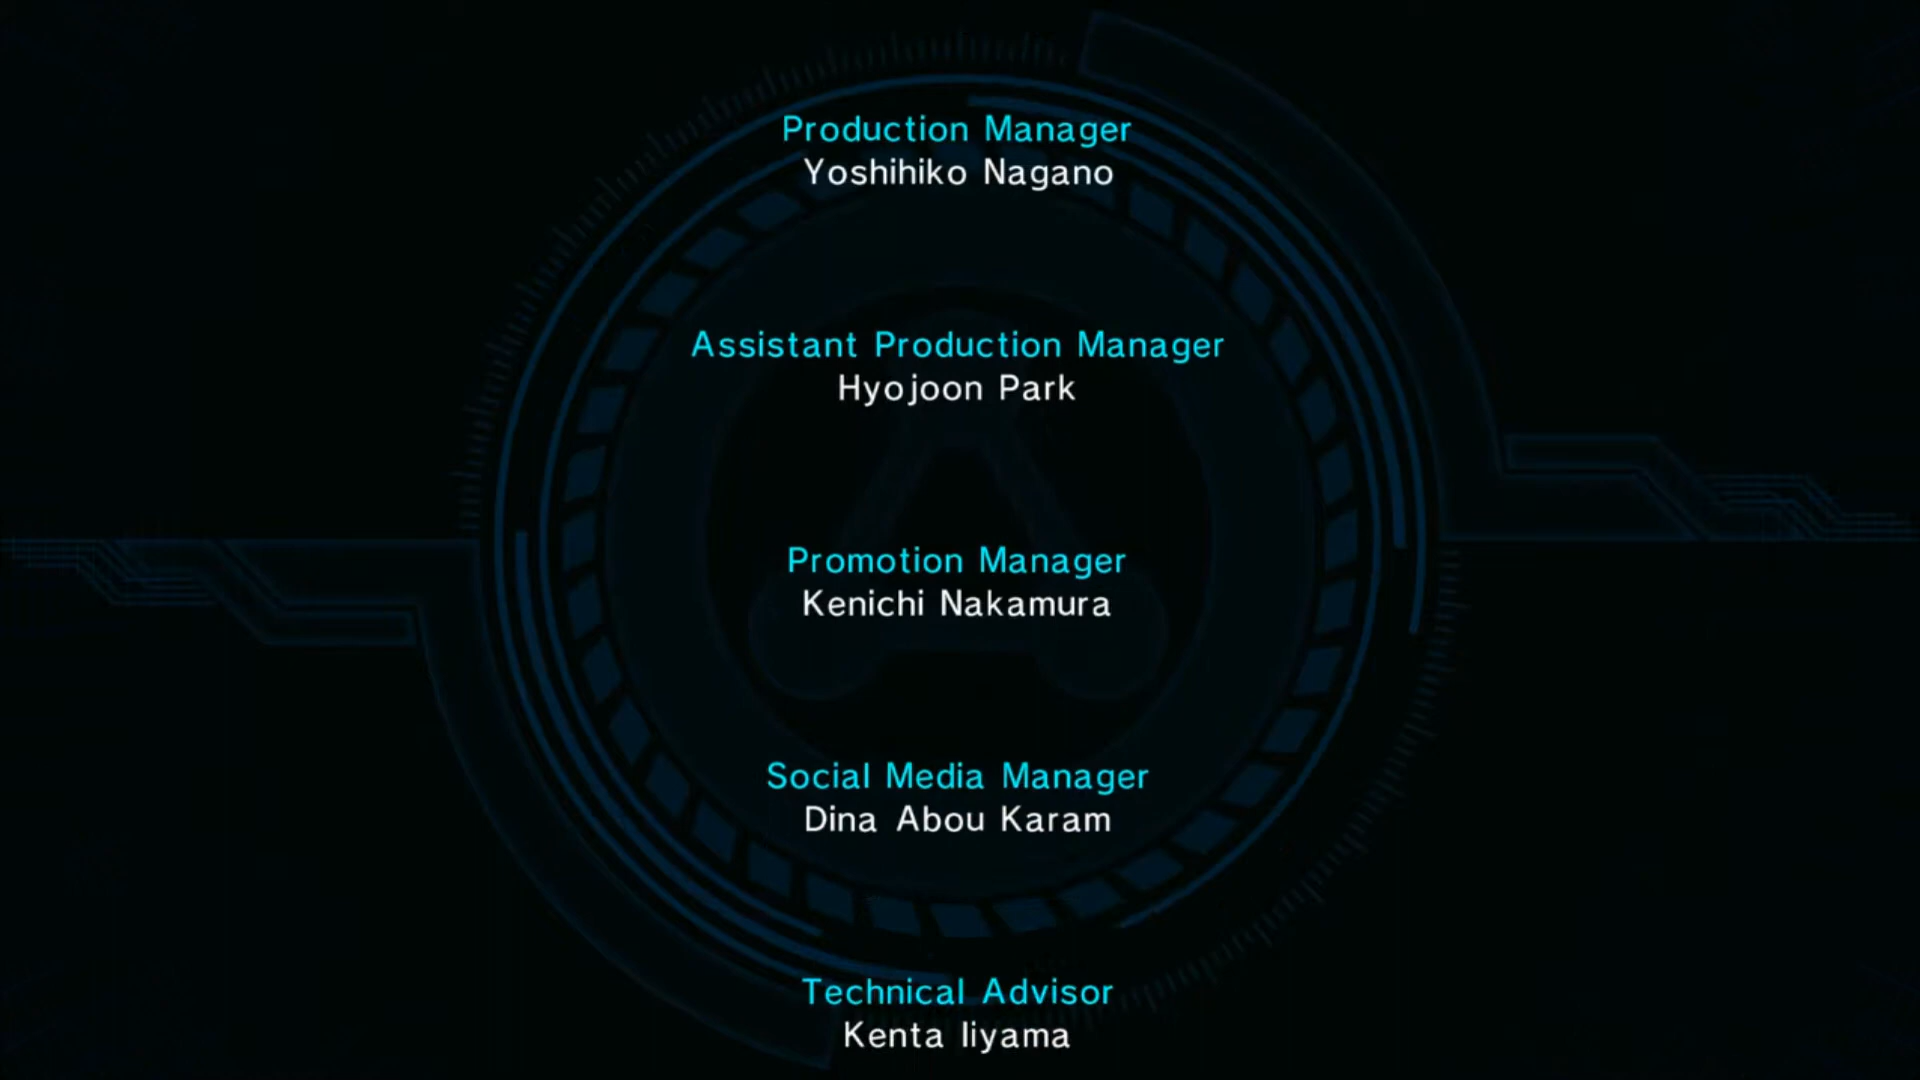 Production Manager
Yoshihiko Nagano
Assistant Production Manager
Hyojoon Park
Promotion Manager
Kenichi Nakamura
Social Media Manager
Dina Abou Karam
Technical Advisor
Kenta Iiyama